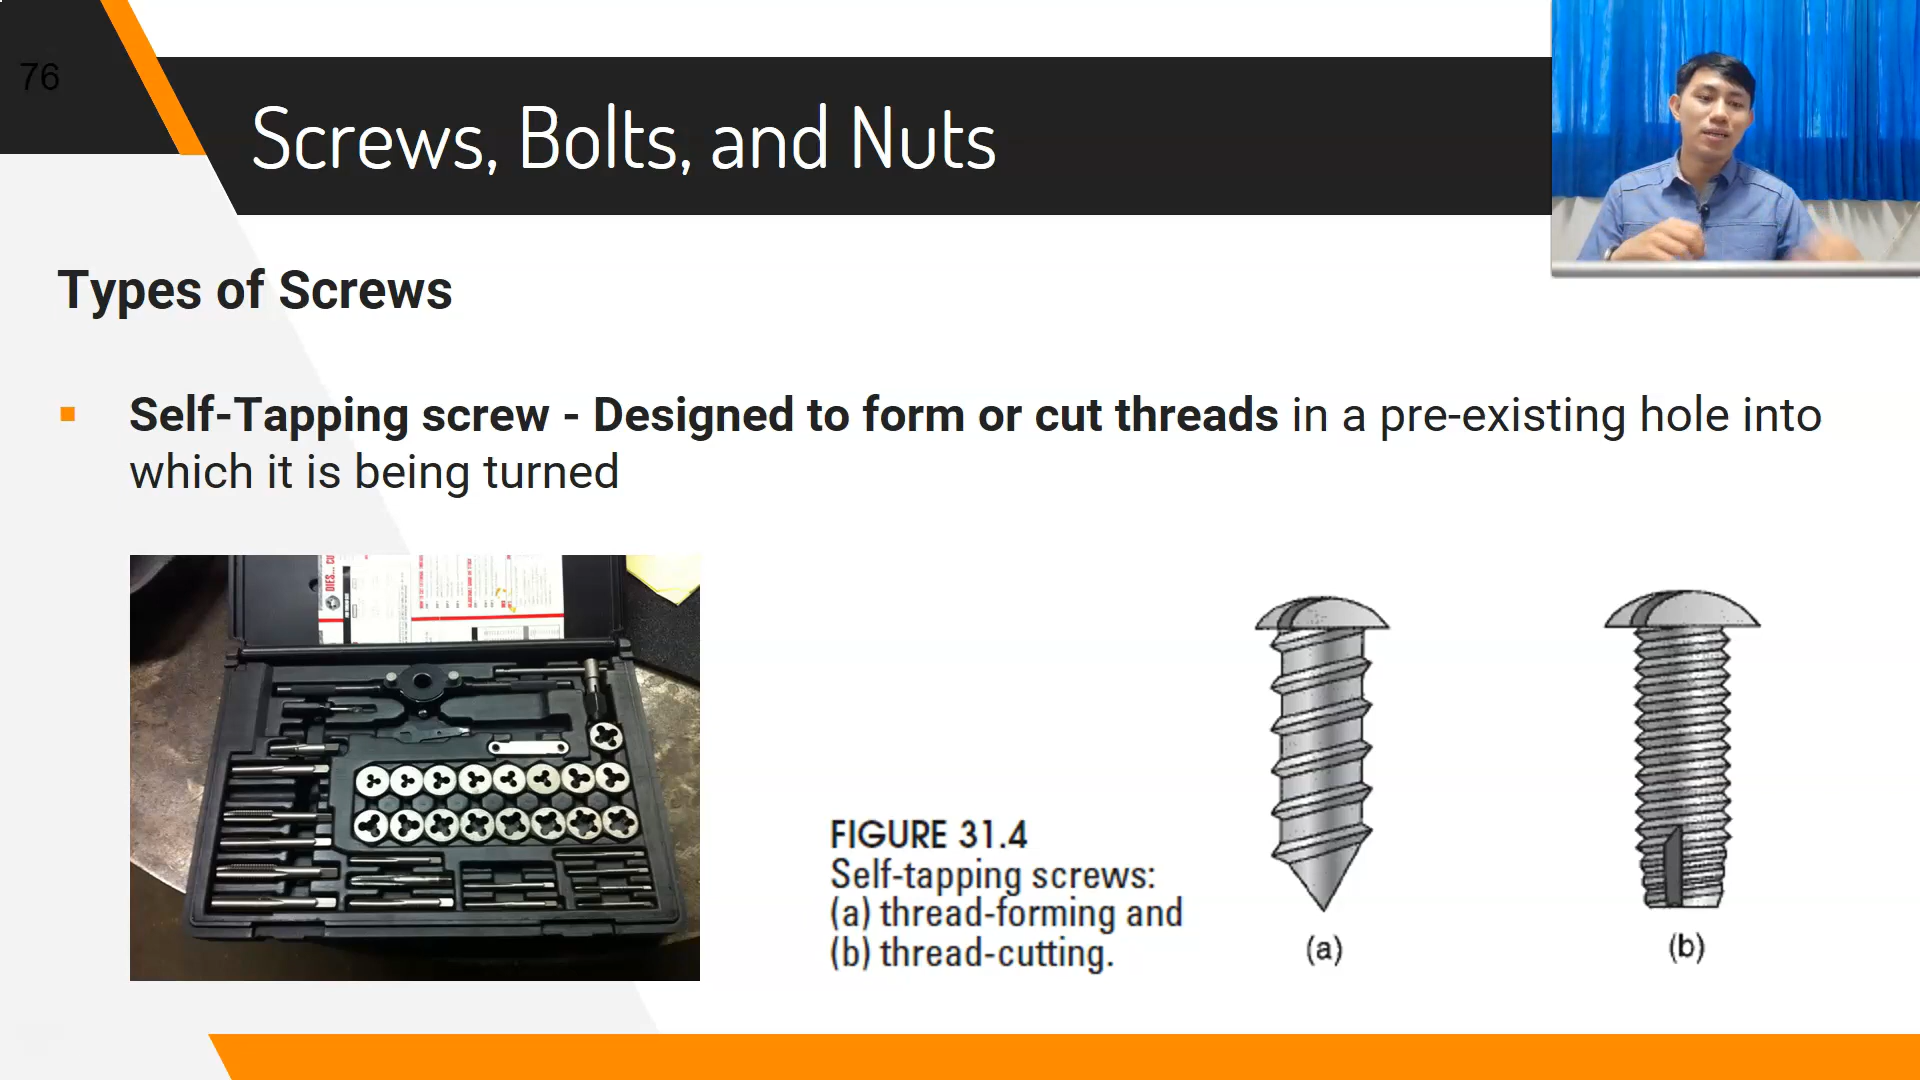 76
Screws, Bolts, and Nuts
Types of Screws
▪ Self-Tapping screw - Designed to form or cut threads in a pre-existing hole into
which it is being turned
DIES...
FIGURE 31.4
Self-tapping screws:
(a) thread-forming and
(b) thread-cutting.
(a)
(b)